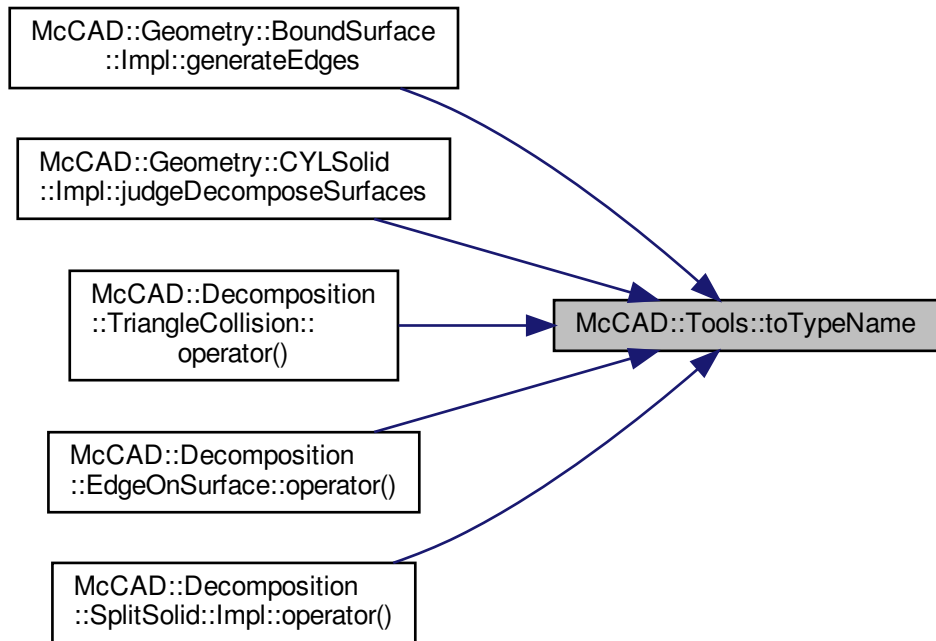 McCAD::Geometry::BoundSurface
::Impl::generateEdges
McCAD::Geometry::CYLSolid
::Impl::judgeDecomposeSurfaces
McCAD::Decomposition
::TriangleCollision::
operator()
McCAD::Tools::toTypeName
McCAD::Decomposition
::EdgeOnSurface::operator()
McCAD::Decomposition
::SplitSolid::Impl::operator()